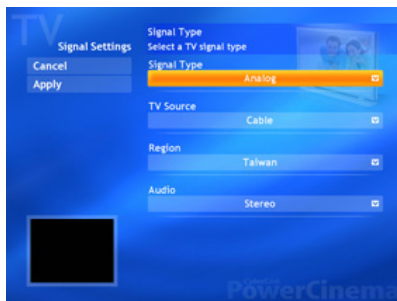 TV
Signal Settings
Cancel
Apply
Signal Type
Select a TV signal type
Signal Type
Analog
TV Source
Cable
Region
Taiwan
Audio
Stereo
CyberLink
PowerCinema